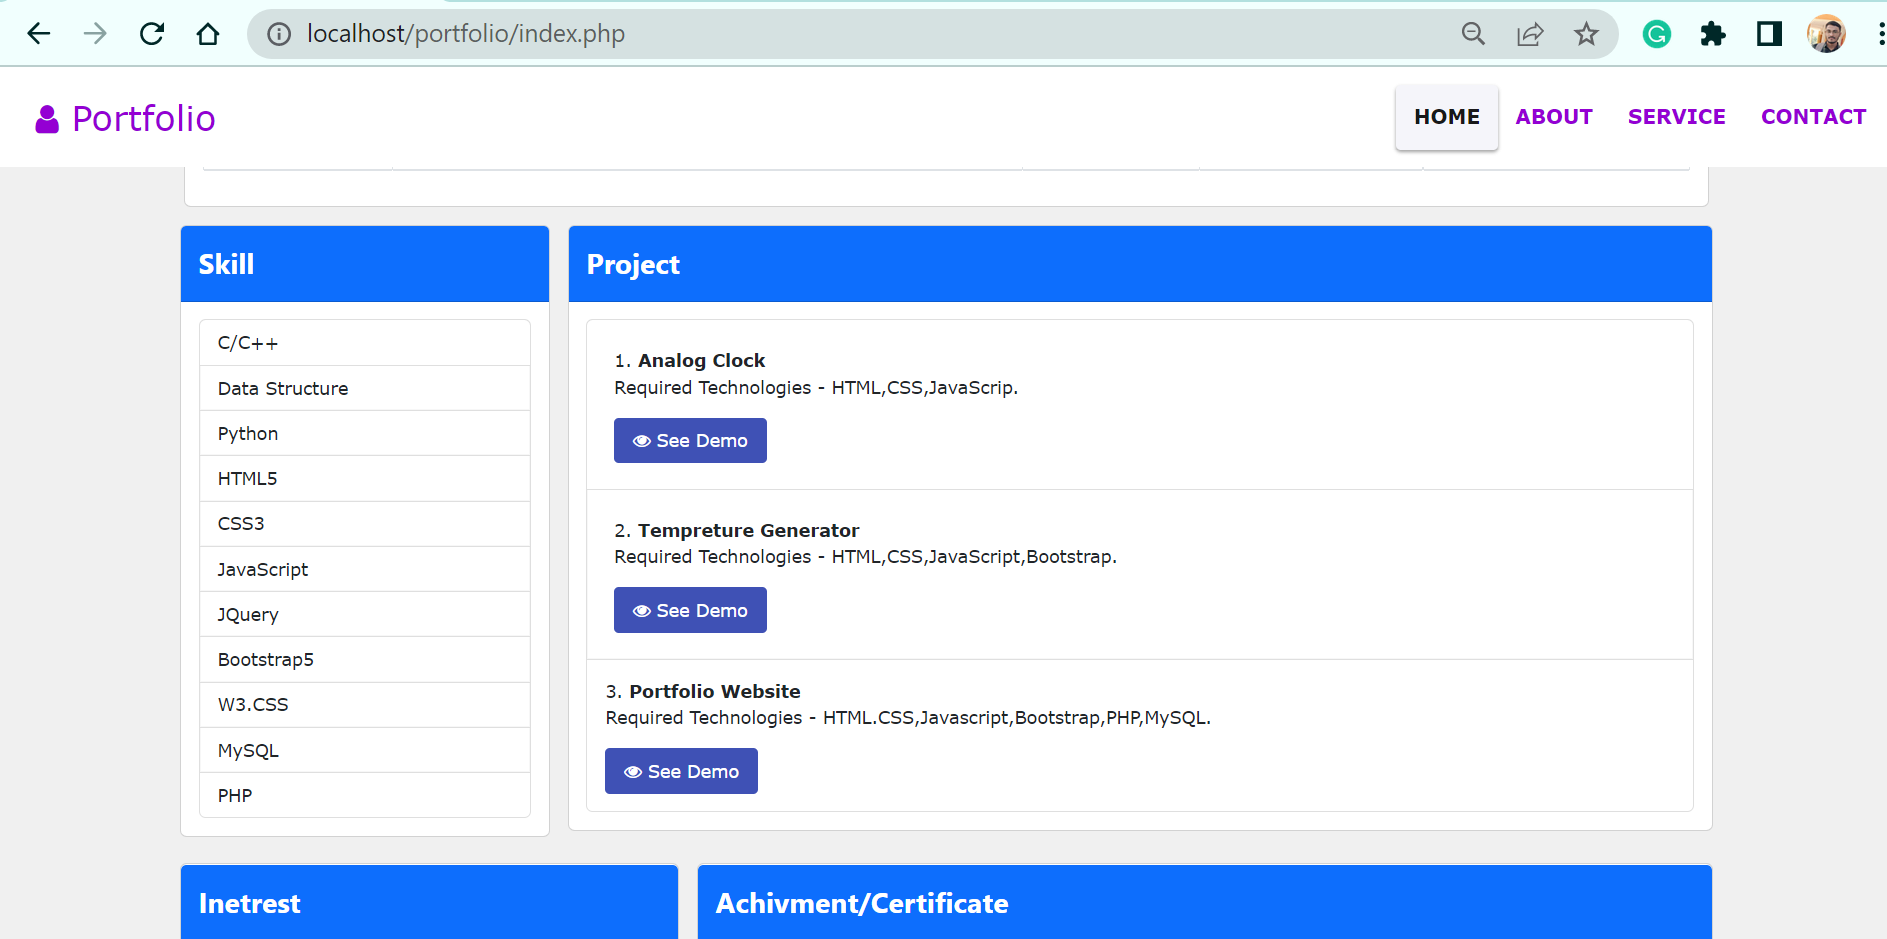 localhost/portfolio/index.php
Portfolio
HOME ABOUT SERVICE CONTACT
Skill
C/C++
Data Structure
Python
HTML5
CSS3
JavaScript
JQuery
Bootstrap5
W3.CSS
MySQL
PHP
Project
1. Analog Clock
Required Technologies - HTML,CSS,JavaScrip.
See Demo
2. Tempreture Generator
Required Technologies - HTML,CSS,JavaScript,Bootstrap.
See Demo
3. Portfolio Website
Required Technologies - HTML.CSS,Javascript,Bootstrap,PHP,MySQL.
See Demo
Inetrest
Achivment/Certificate